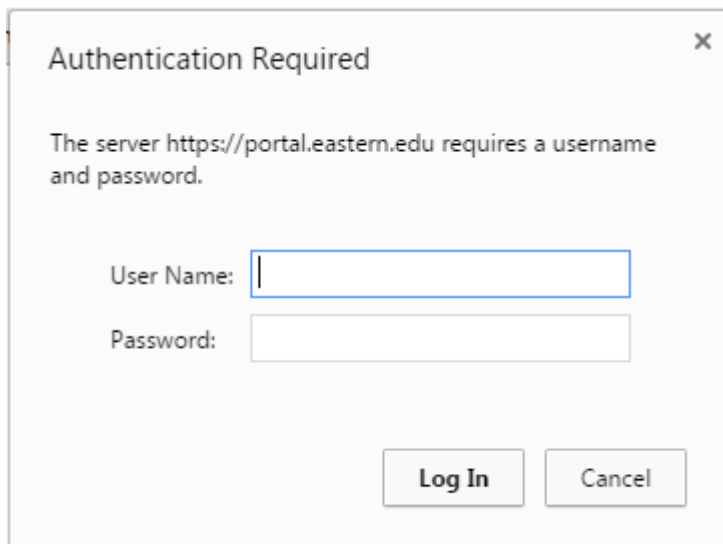 Authentication Required
The server https://portal.eastern.edu requires a username
and password.
User Name:
Password:
Log In
Cancel